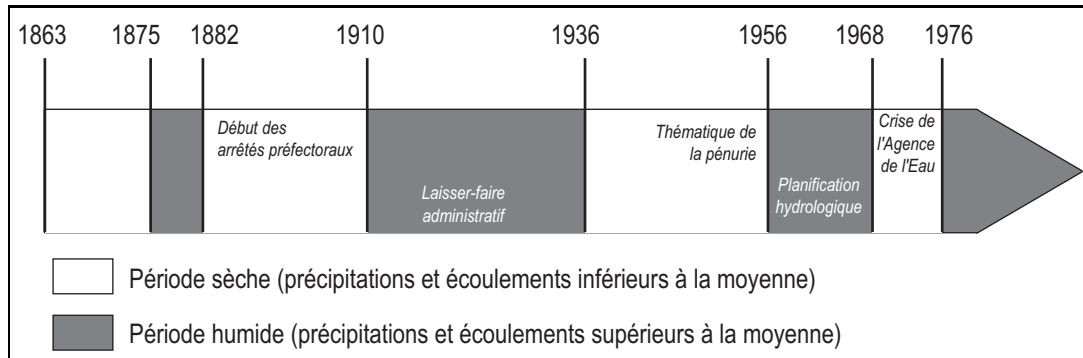 1863 1875 1882 1910 1936 1956 1968 1976
Début des
arrêtés préfectoraux
Laisser-faire
administratif
Thématique de
la pénurie
Planification
hydrologique
Crise de
l'Agence
de l'Eau
Période sèche (précipitations et écoulements inférieurs à la moyenne)
Période humide (précipitations et écoulements supérieurs à la moyenne)